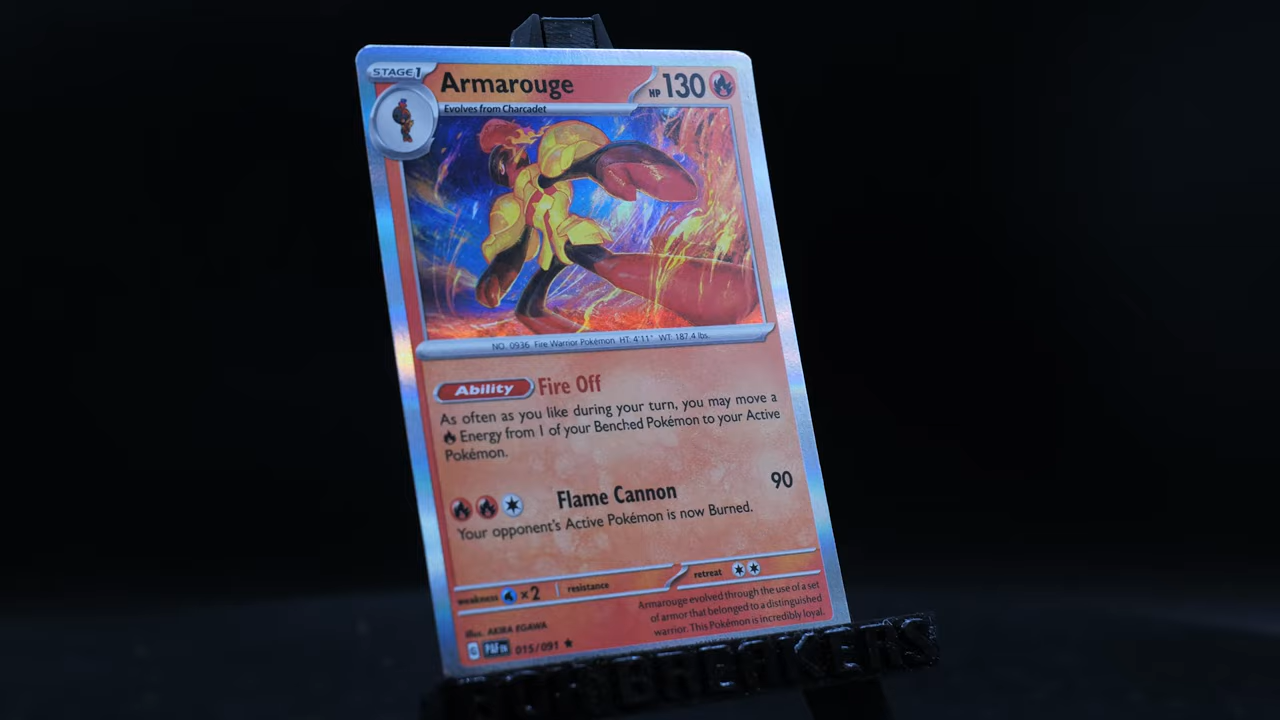 STAGE 1
Armarouge
HP 130
Evolves from Charcadet
NO. 0936 Fire Warrior Pokémon HT: 4'11" WT: 187.4 lbs.
Ability Fire Off
As often as you like during your turn, you may move a
Energy from 1 of your Benched Pokémon to your Active
Pokémon.
Flame Cannon 90
Your opponent's Active Pokémon is now Burned.
weakness ×2 resistance retreat
Armarouge evolved through the use of a set
of armor that belonged to a distinguished
warrior. This Pokémon is incredibly loyal.
Illus. AKIRA EGAWA
G PAF EN 015/091